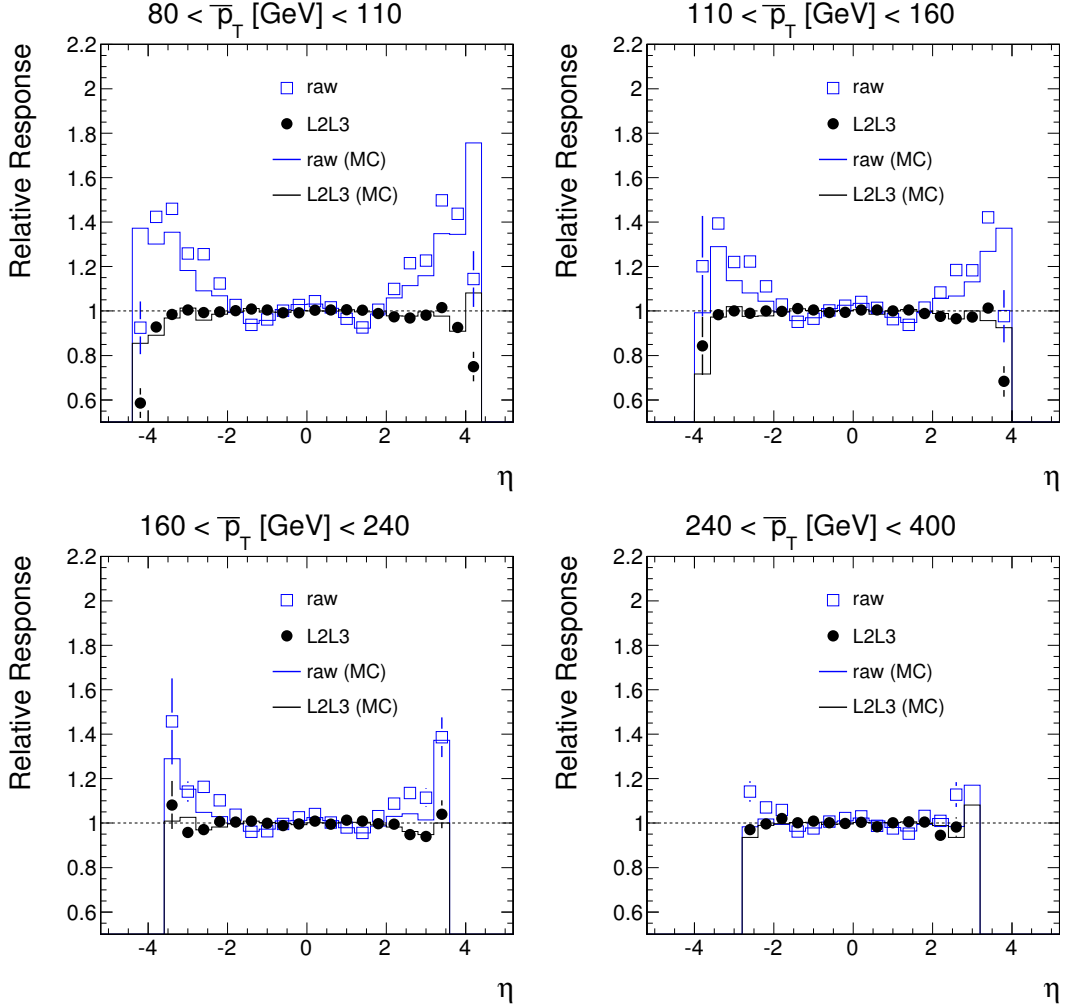 80 < p̅_T [GeV] < 110
Relative Response
2.2
2
1.8
1.6
1.4
1.2
1
0.8
0.6
raw
L2L3
raw (MC)
L2L3 (MC)
-4 -2 0 2 4
η
110 < p̅_T [GeV] < 160
Relative Response
2.2
2
1.8
1.6
1.4
1.2
1
0.8
0.6
raw
L2L3
raw (MC)
L2L3 (MC)
-4 -2 0 2 4
η
160 < p̅_T [GeV] < 240
Relative Response
2.2
2
1.8
1.6
1.4
1.2
1
0.8
0.6
raw
L2L3
raw (MC)
L2L3 (MC)
-4 -2 0 2 4
η
240 < p̅_T [GeV] < 400
Relative Response
2.2
2
1.8
1.6
1.4
1.2
1
0.8
0.6
raw
L2L3
raw (MC)
L2L3 (MC)
-4 -2 0 2 4
η